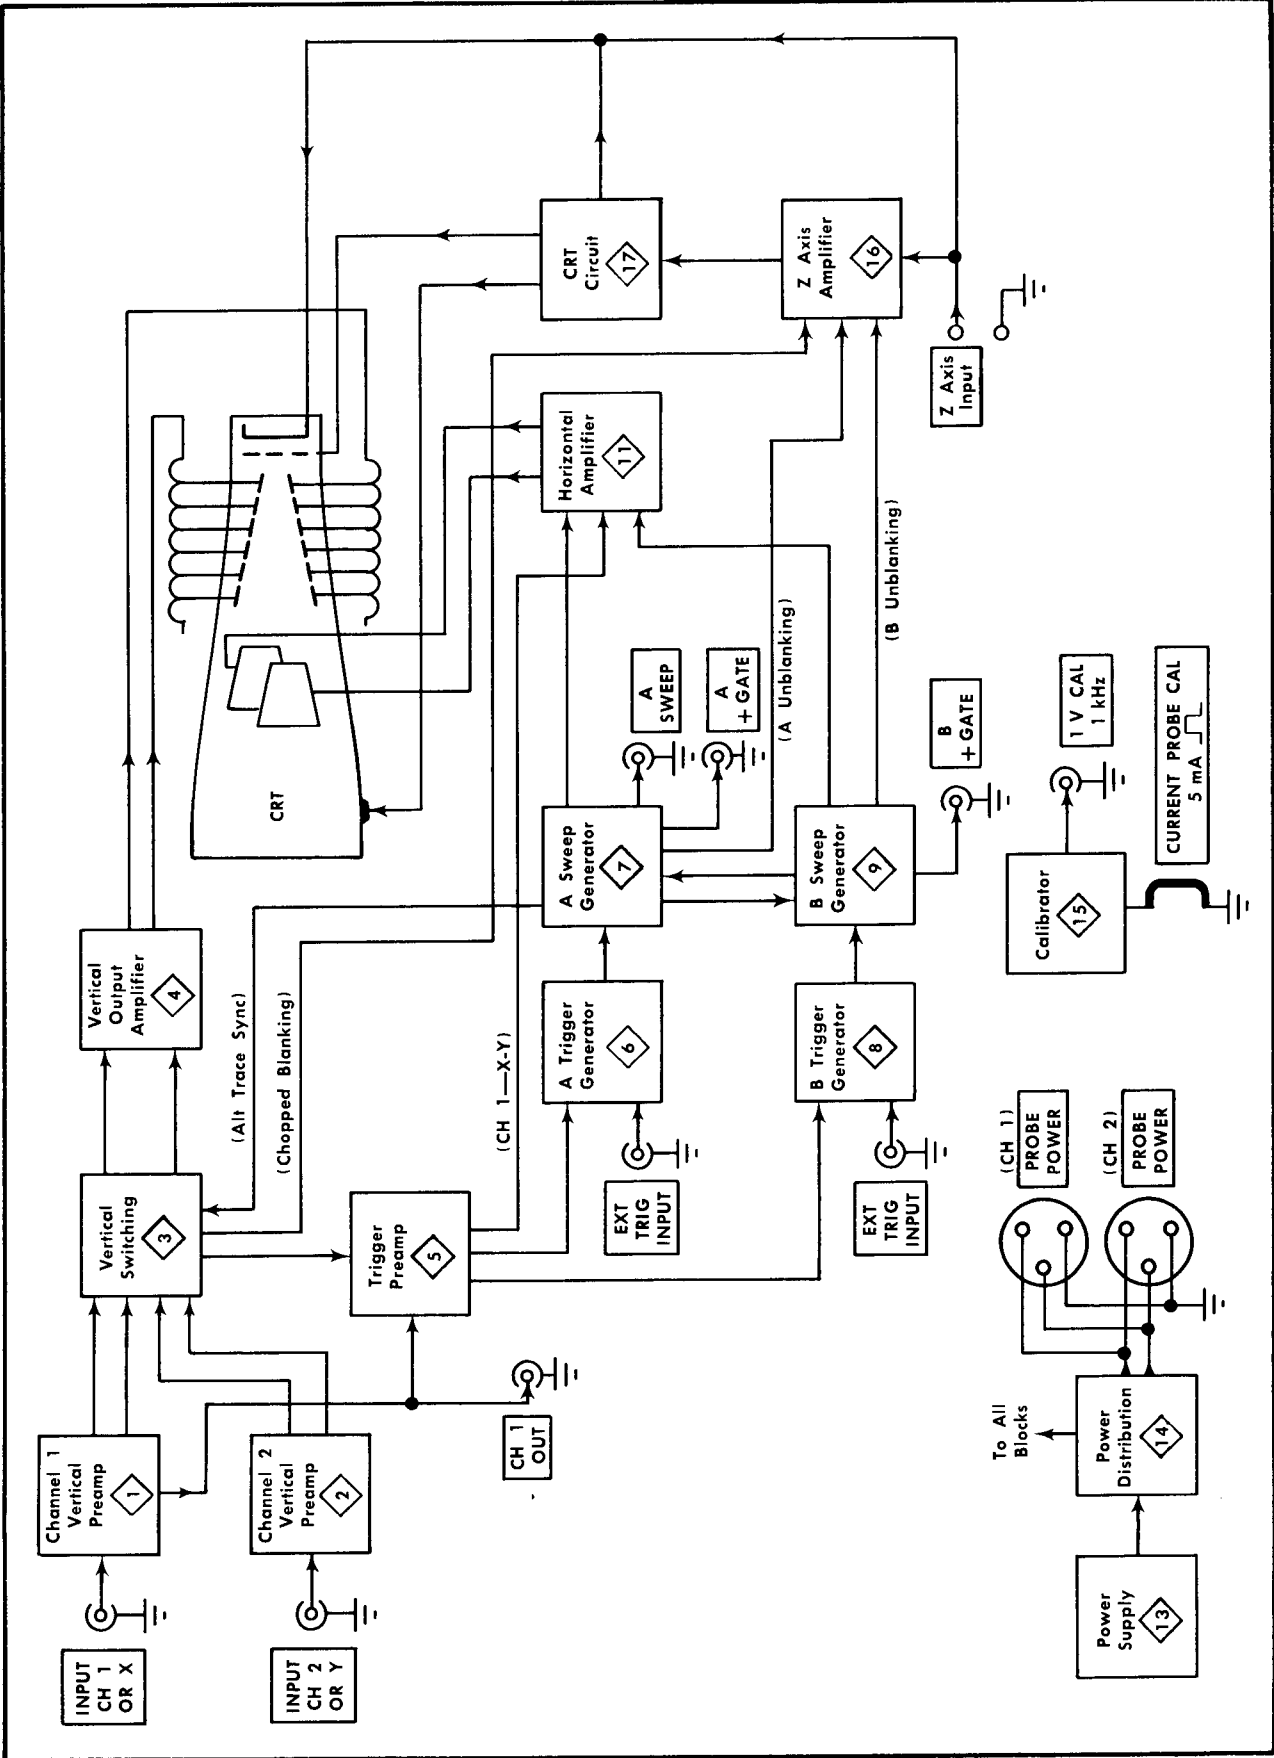 INPUT
CH 1
OR X
Channel 1
Vertical
Preamp
1
INPUT
CH 2
OR Y
Channel 2
Vertical
Preamp
2
CH 1
OUT
Vertical
Switching
3
Vertical
Output
Amplifier
4
(Alt Trace Sync)
(Chopped Blanking)
Trigger
Preamp
5
(CH 1—X-Y)
CRT
EXT
TRIG
INPUT
A Trigger
Generator
6
A Sweep
Generator
7
A
SWEEP
A
+ GATE
Horizontal
Amplifier
11
CRT
Circuit
17
EXT
TRIG
INPUT
B Trigger
Generator
8
B Sweep
Generator
9
B
+ GATE
(A Unblanking)
(B Unblanking)
Z Axis
Amplifier
16
Z Axis
Input
Power
Supply
13
Power
Distribution
14
To All
Blocks
(CH 1)
PROBE
POWER
(CH 2)
PROBE
POWER
Calibrator
15
1 V CAL
1 kHz
CURRENT PROBE CAL
5 mA